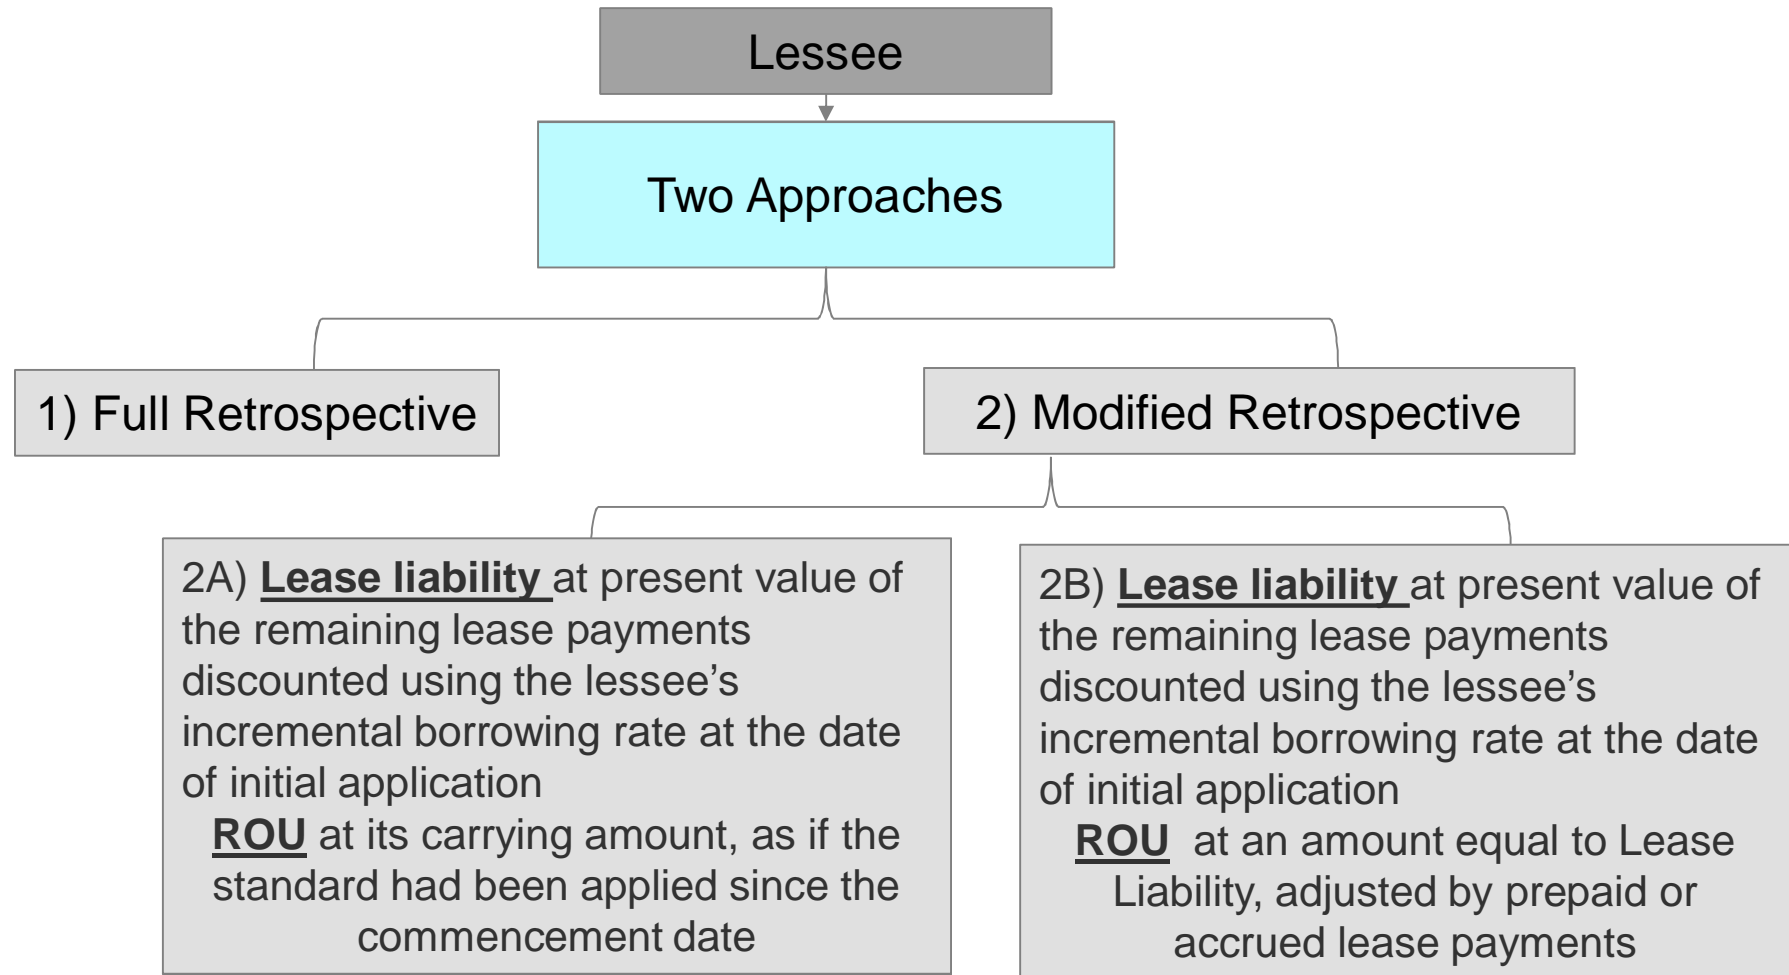 Lessee
Two Approaches
1) Full Retrospective
2) Modified Retrospective
2A) Lease liability at present value of
the remaining lease payments
discounted using the lessee’s
incremental borrowing rate at the date
of initial application
ROU at its carrying amount, as if the
standard had been applied since the
commencement date
2B) Lease liability at present value of
the remaining lease payments
discounted using the lessee’s
incremental borrowing rate at the date
of initial application
ROU at an amount equal to Lease
Liability, adjusted by prepaid or
accrued lease payments